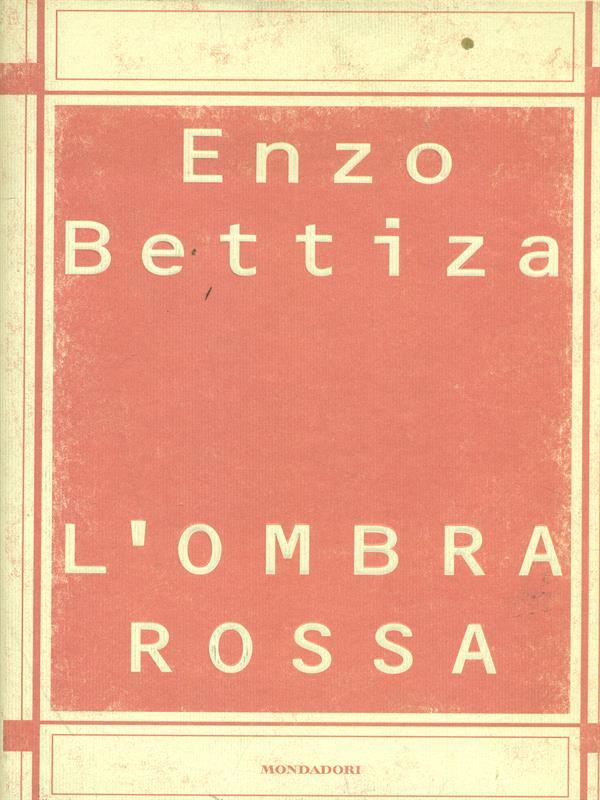 Enzo
Bettiza
L'OMBRA
ROSSA
MONDADORI